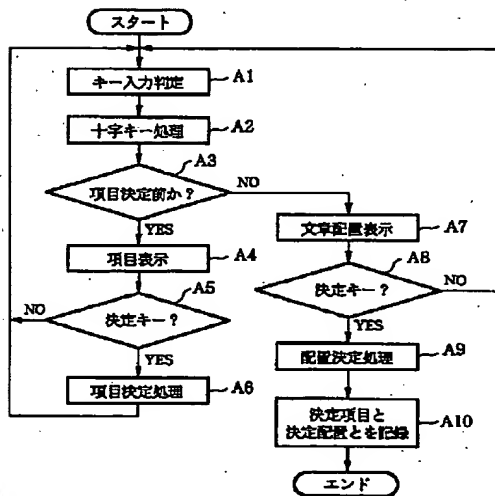 スタート
キー入力判定
A1
十字キー処理
A2
A3
項目決定前か?
NO
YES
項目表示
A4
A5
決定キー?
NO
YES
項目決定処理
A6
文章配置表示
A7
A8
決定キー?
NO
YES
配置決定処理
A9
決定項目と
決定配置とを記録
A10
エンド